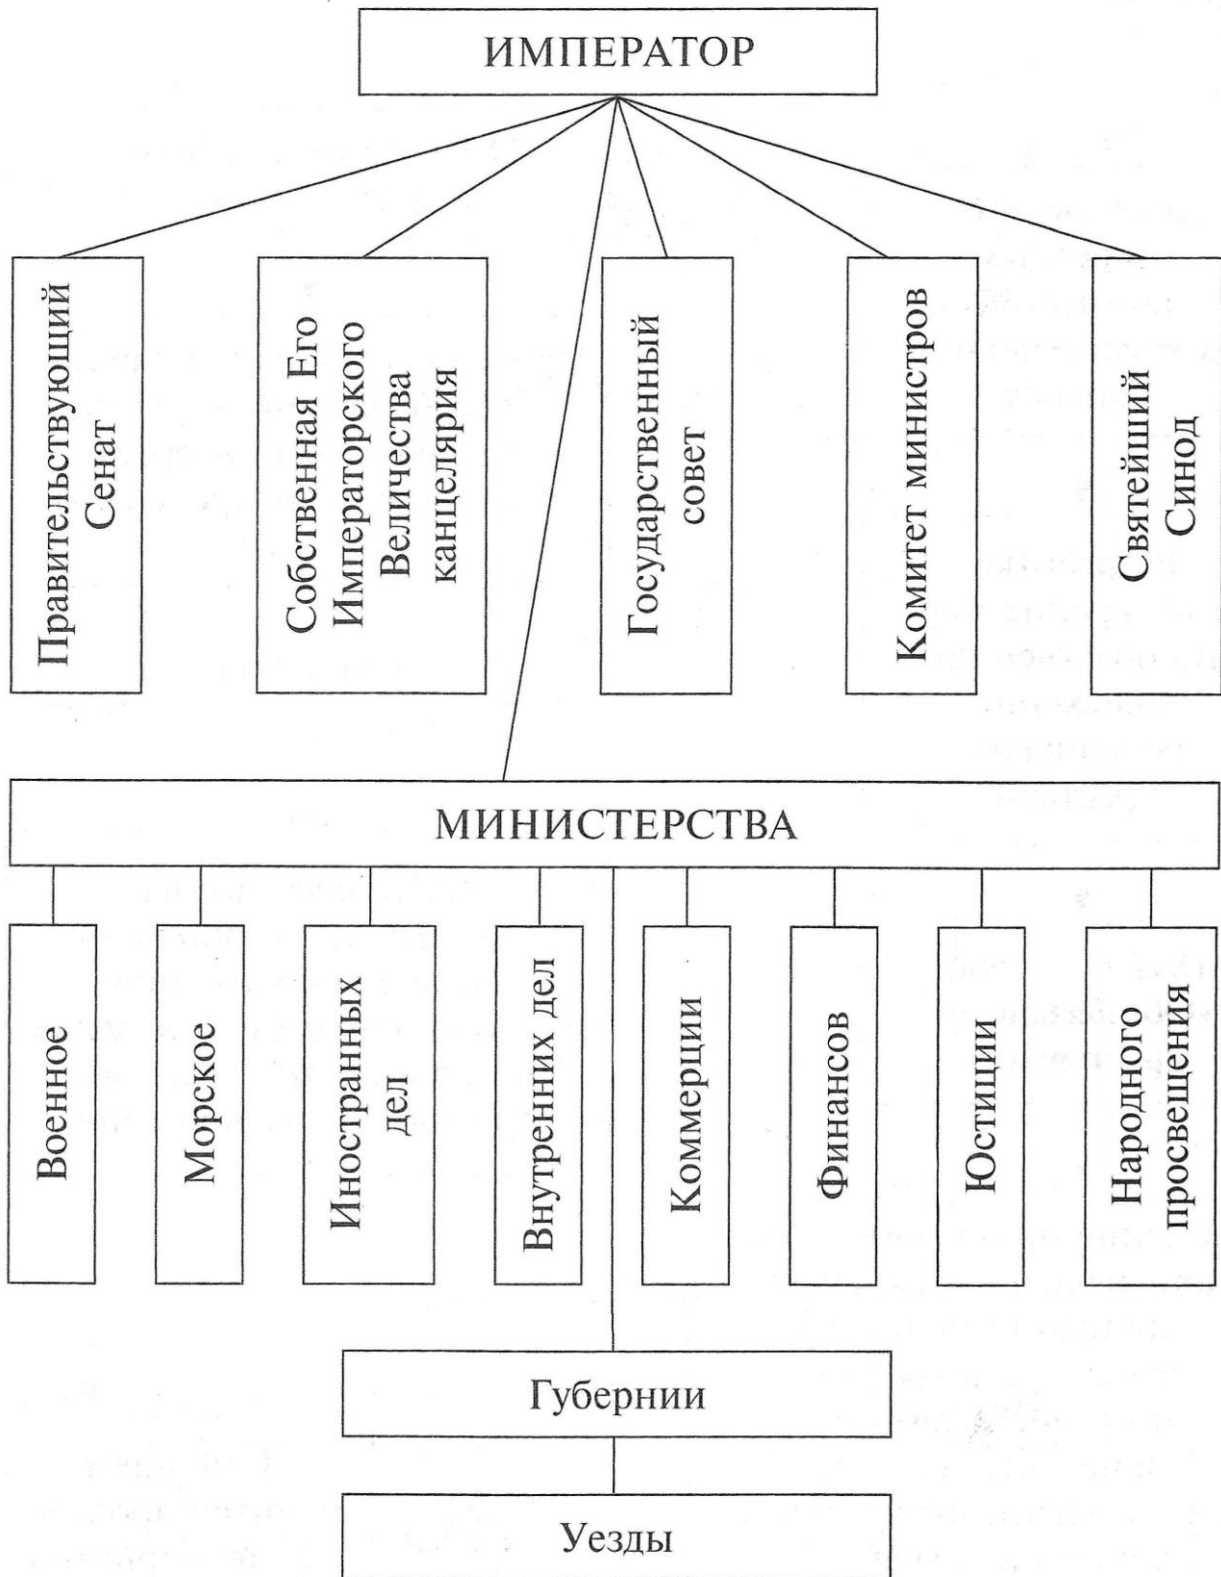 ИМПЕРАТОР
Правительствующий
Сенат
Собственная Его
Императорского
Величества
канцелярия
Государственный
совет
Комитет министров
Святейший
Синод
МИНИСТЕРСТВА
Военное
Морское
Иностранных
дел
Внутренних дел
Коммерции
Финансов
Юстиции
Народного
просвещения
Губернии
Уезды